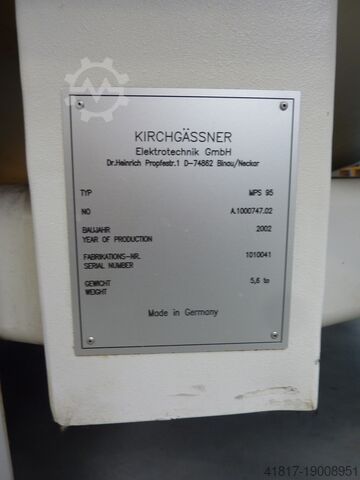 KIRCHGÄSSNER
Elektrotechnik GmbH
Dr.Heinrich Propfestr.1 D-74862 Binau/Neckar
TYP MPS 95
NO A.1000747.02
BAUJAHR 2002
YEAR OF PRODUCTION
FABRIKATIONS-NR. 1010041
SERIAL NUMBER
GEWICHT 5,6 to
WEIGHT
Made in Germany
41817-19008951